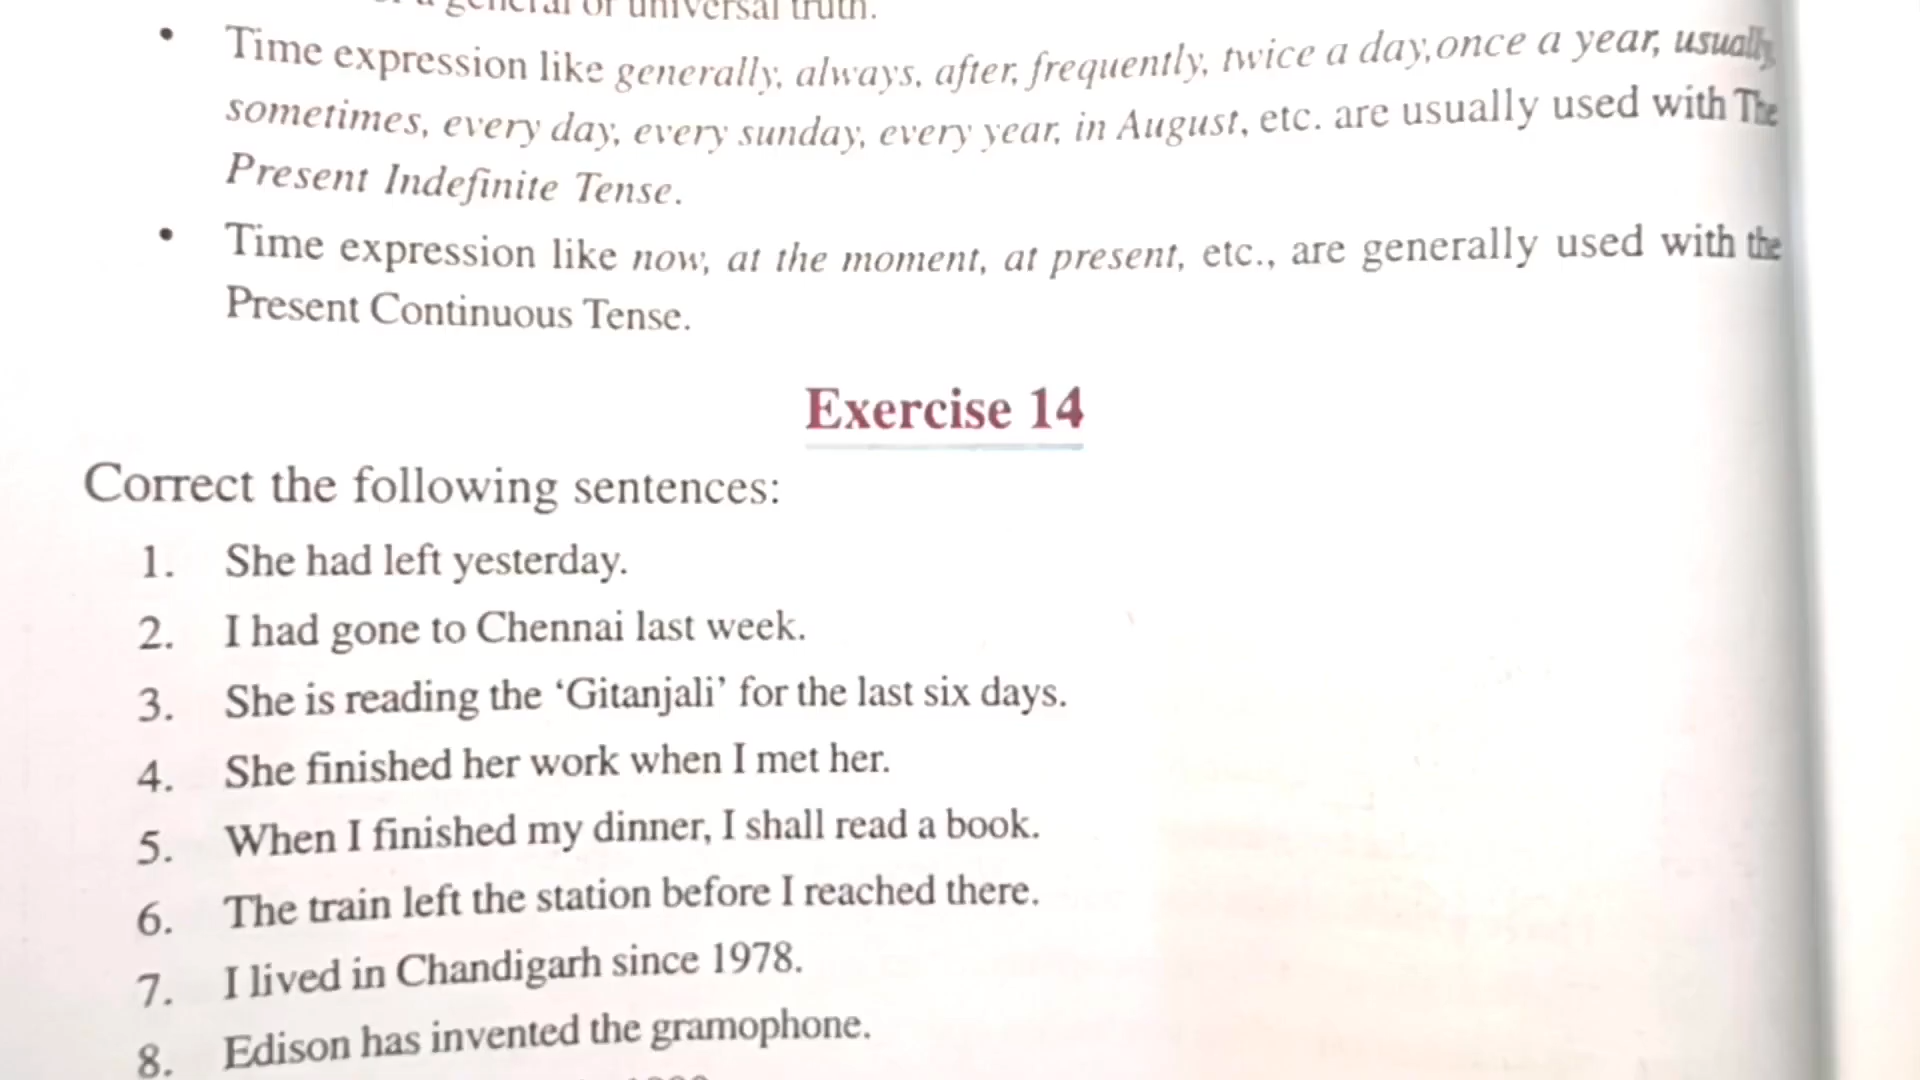 general or universal truth.
• Time expression like generally, always, after, frequently, twice a day, once a year, usually,
sometimes, every day, every sunday, every year, in August, etc. are usually used with The
Present Indefinite Tense.
• Time expression like now, at the moment, at present, etc., are generally used with the
Present Continuous Tense.
Exercise 14
Correct the following sentences:
1. She had left yesterday.
2. I had gone to Chennai last week.
3. She is reading the ‘Gitanjali’ for the last six days.
4. She finished her work when I met her.
5. When I finished my dinner, I shall read a book.
6. The train left the station before I reached there.
7. I lived in Chandigarh since 1978.
8. Edison has invented the gramophone.